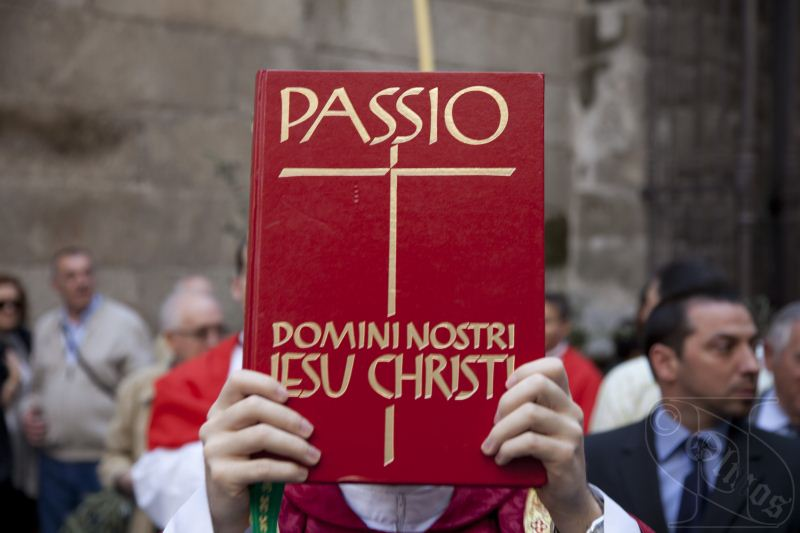 PASSIO
DOMINI NOSTRI
IESU CHRISTI